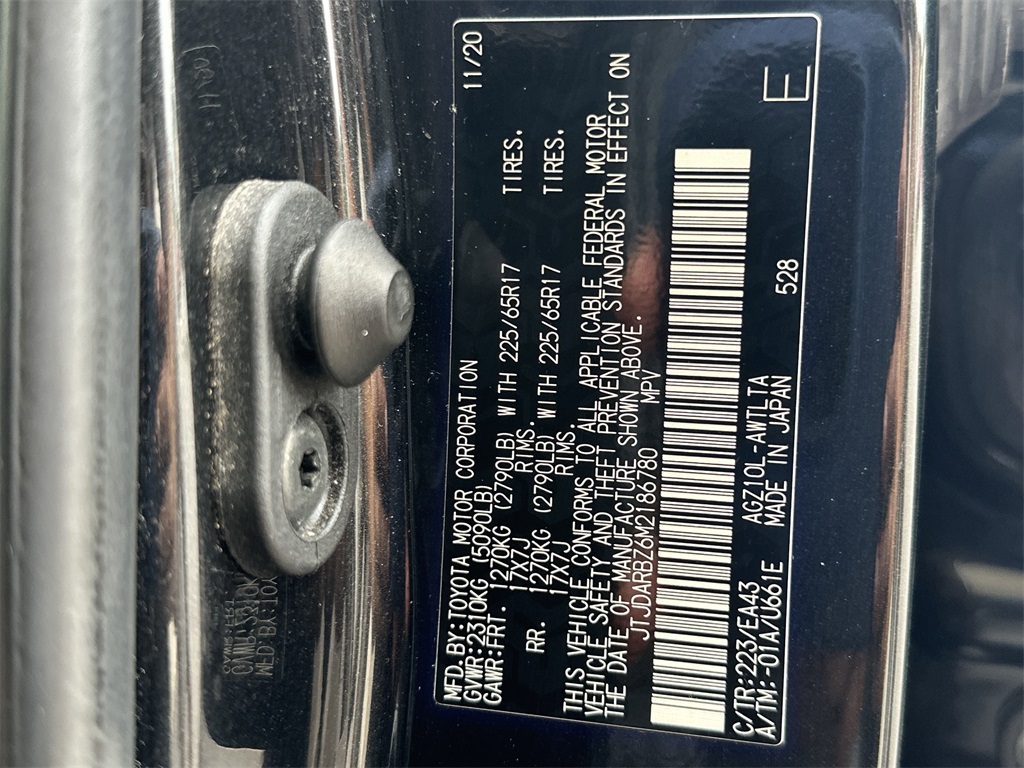 MFD.BY:TOYOTA MOTOR CORPORATION 11/20
GVWR:2310KG (5090LB)
GAWR:FRT. 1270KG (2790LB) WITH 225/65R17 TIRES.
17X7J RIMS.
RR. 1270KG (2790LB) WITH 225/65R17 TIRES.
17X7J RIMS.
THIS VEHICLE CONFORMS TO ALL APPLICABLE FEDERAL MOTOR
VEHICLE SAFETY AND THEFT PREVENTION STANDARDS IN EFFECT ON
THE DATE OF MANUFACTURE SHOWN ABOVE.
JTJDARBZ6M2186780 MPV
C/TR:223/EA43 AGZ10L-AWTLTA
A/TM:-01A/U661E MADE IN JAPAN 528
E